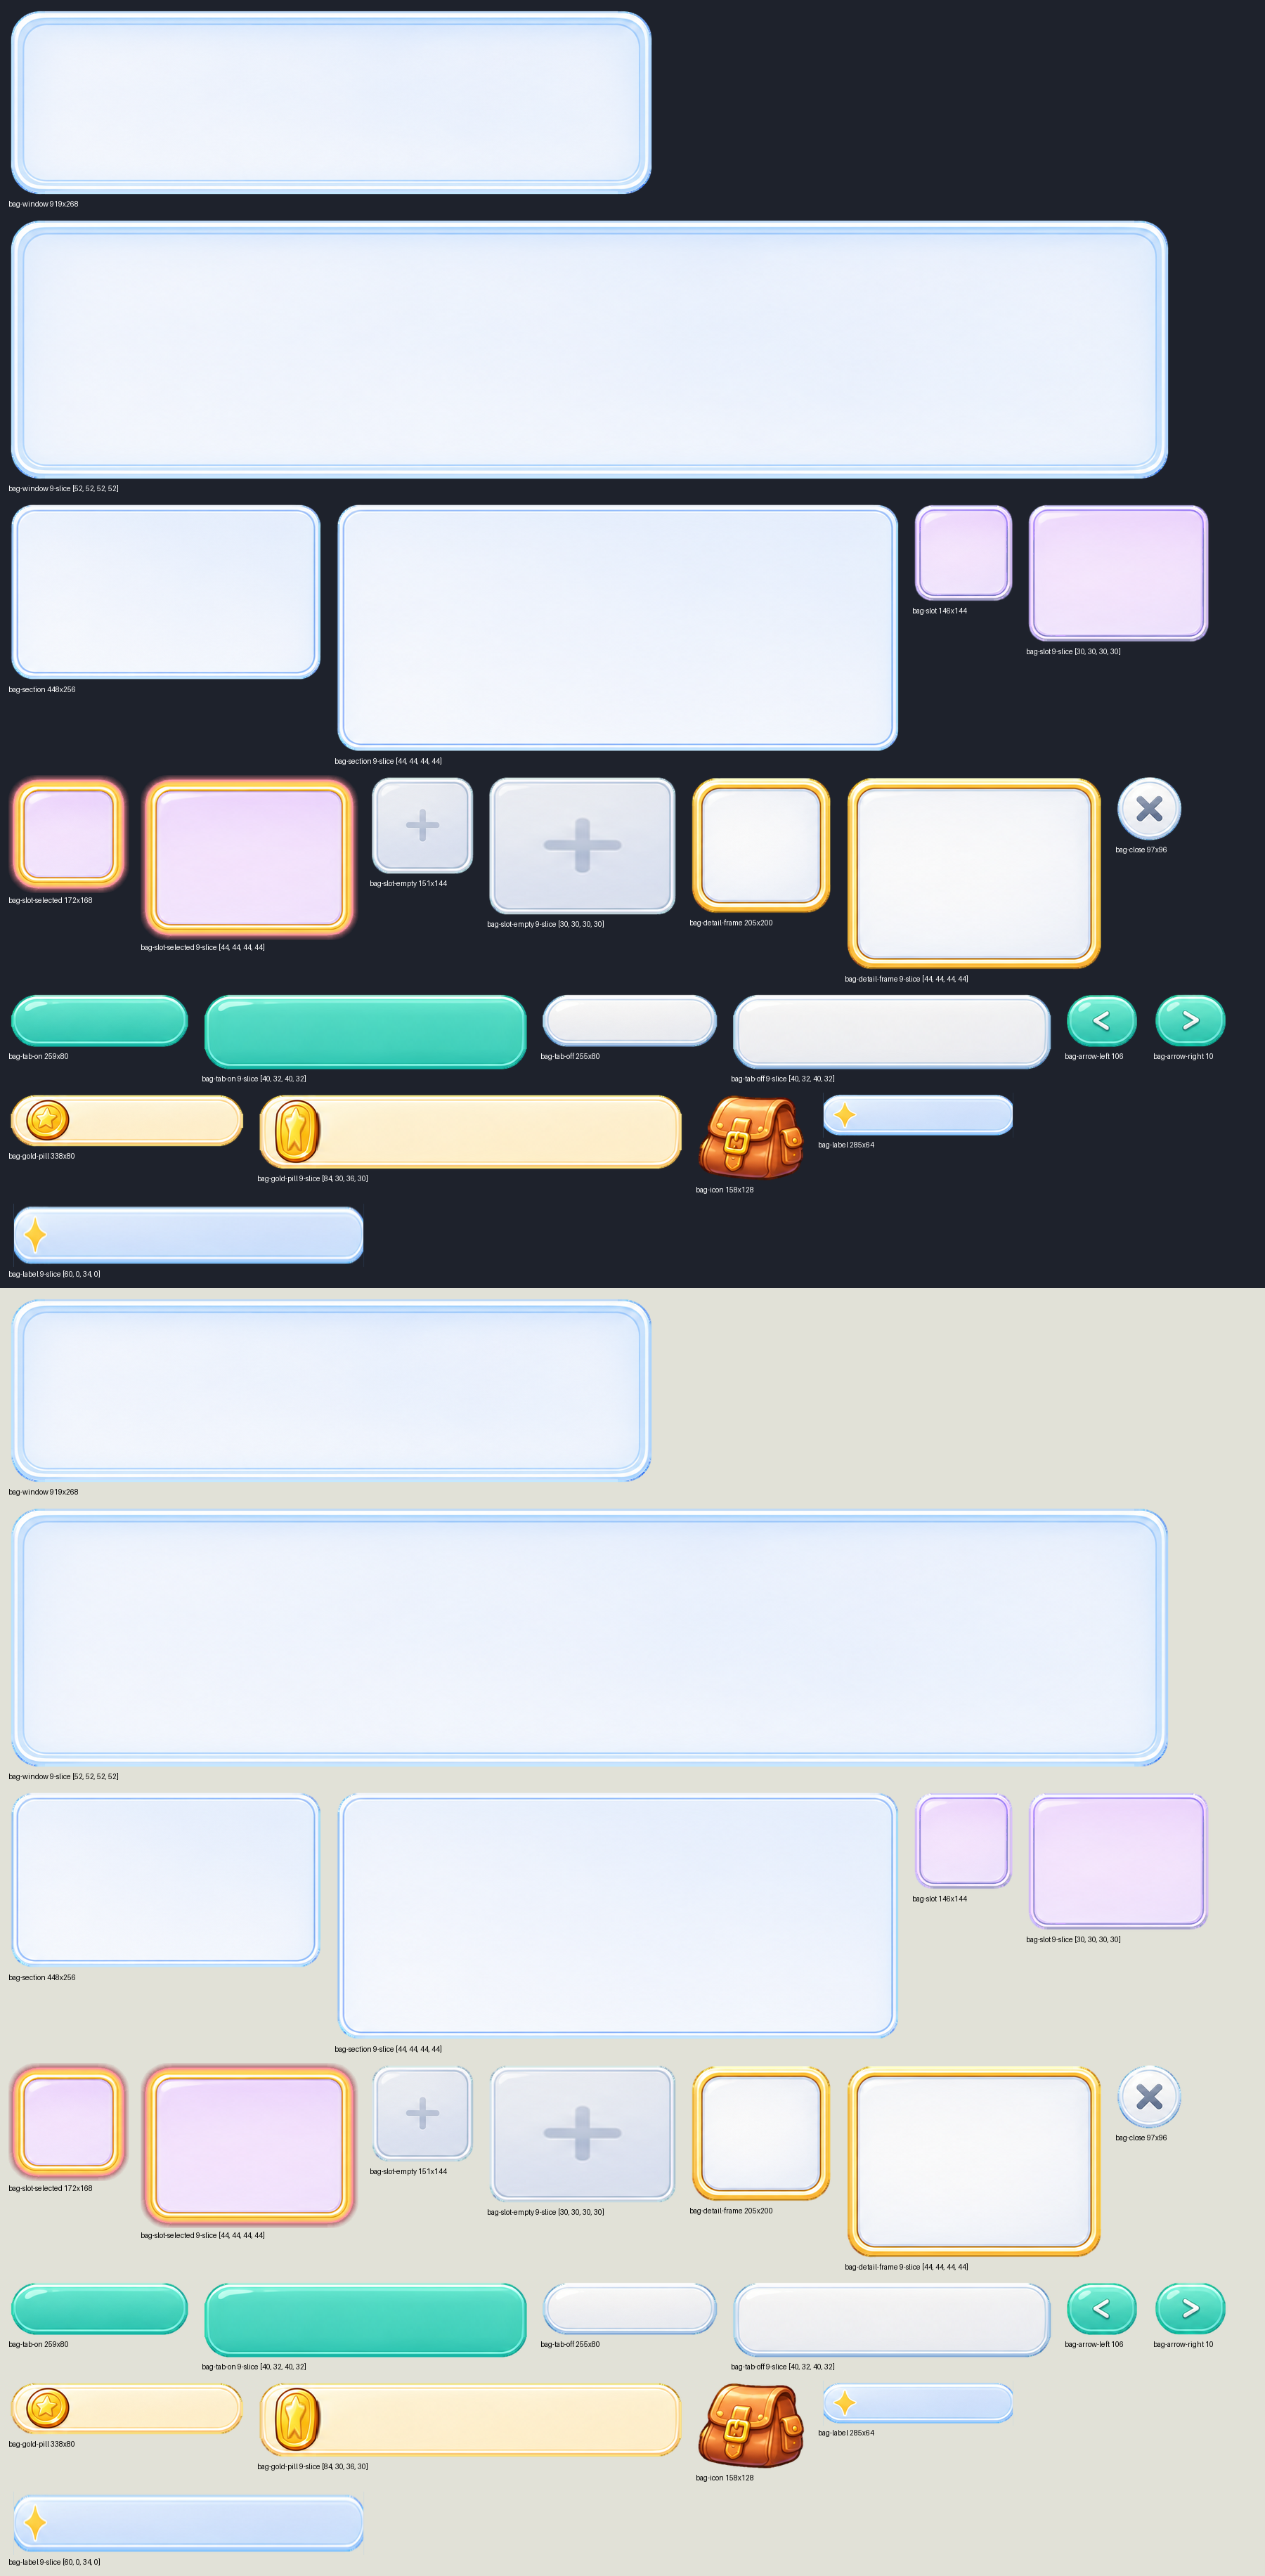 bag-window 919x268
bag-window 9-slice [52, 52, 52, 52]
bag-section 448x256
bag-section 9-slice [44, 44, 44, 44]
bag-slot 146x144
bag-slot 9-slice [30, 30, 30, 30]
bag-slot-selected 172x168
bag-slot-selected 9-slice [44, 44, 44, 44]
bag-slot-empty 151x144
bag-slot-empty 9-slice [30, 30, 30, 30]
bag-detail-frame 205x200
bag-detail-frame 9-slice [44, 44, 44, 44]
bag-close 97x96
bag-tab-on 259x80
bag-tab-on 9-slice [40, 32, 40, 32]
bag-tab-off 255x80
bag-tab-off 9-slice [40, 32, 40, 32]
bag-arrow-left 106
bag-arrow-right 10
bag-gold-pill 338x80
bag-gold-pill 9-slice [84, 30, 36, 30]
bag-icon 158x128
bag-label 285x64
bag-label 9-slice [60, 0, 34, 0]
bag-window 919x268
bag-window 9-slice [52, 52, 52, 52]
bag-section 448x256
bag-section 9-slice [44, 44, 44, 44]
bag-slot 146x144
bag-slot 9-slice [30, 30, 30, 30]
bag-slot-selected 172x168
bag-slot-selected 9-slice [44, 44, 44, 44]
bag-slot-empty 151x144
bag-slot-empty 9-slice [30, 30, 30, 30]
bag-detail-frame 205x200
bag-detail-frame 9-slice [44, 44, 44, 44]
bag-close 97x96
bag-tab-on 259x80
bag-tab-on 9-slice [40, 32, 40, 32]
bag-tab-off 255x80
bag-tab-off 9-slice [40, 32, 40, 32]
bag-arrow-left 106
bag-arrow-right 10
bag-gold-pill 338x80
bag-gold-pill 9-slice [84, 30, 36, 30]
bag-icon 158x128
bag-label 285x64
bag-label 9-slice [60, 0, 34, 0]